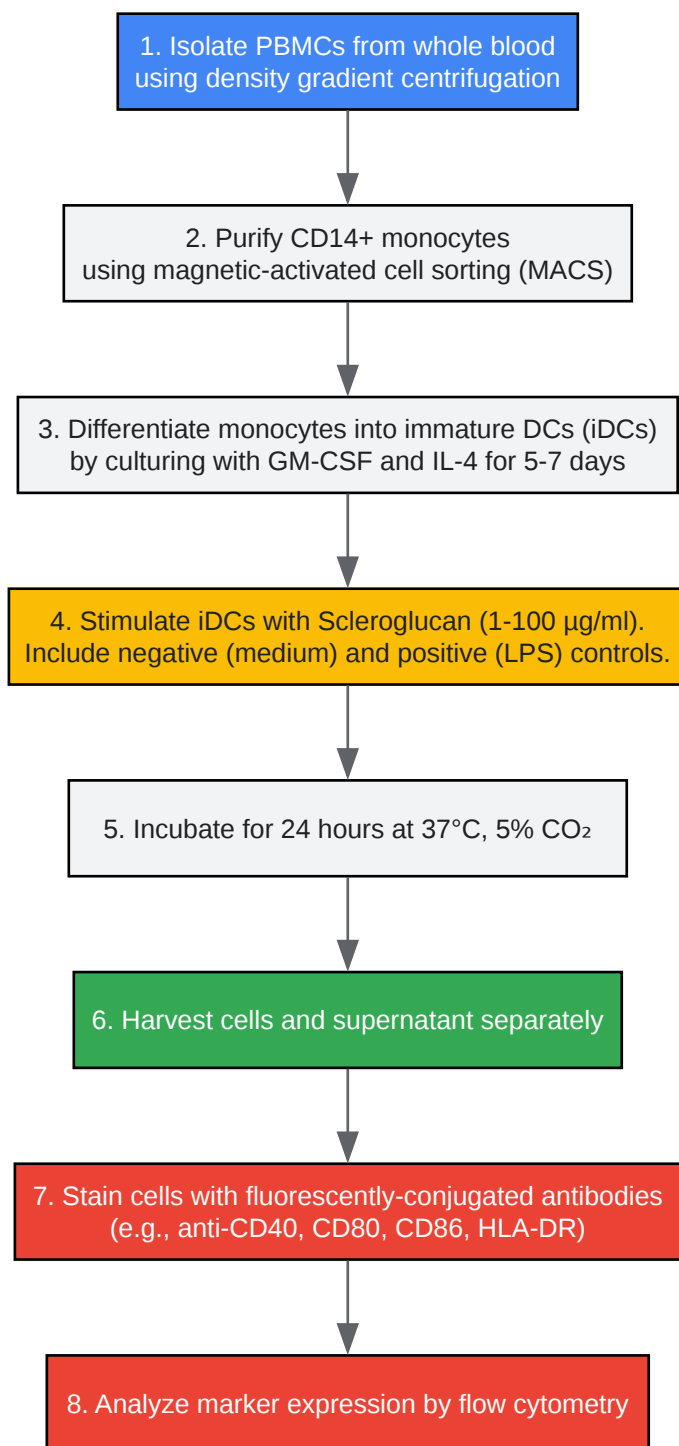 1. Isolate PBMCs from whole blood
using density gradient centrifugation
2. Purify CD14+ monocytes
using magnetic-activated cell sorting (MACS)
3. Differentiate monocytes into immature DCs (iDCs)
by culturing with GM-CSF and IL-4 for 5-7 days
4. Stimulate iDCs with Scleroglucan (1-100 µg/ml).
Include negative (medium) and positive (LPS) controls.
5. Incubate for 24 hours at 37°C, 5% CO₂
6. Harvest cells and supernatant separately
7. Stain cells with fluorescently-conjugated antibodies
(e.g., anti-CD40, CD80, CD86, HLA-DR)
8. Analyze marker expression by flow cytometry